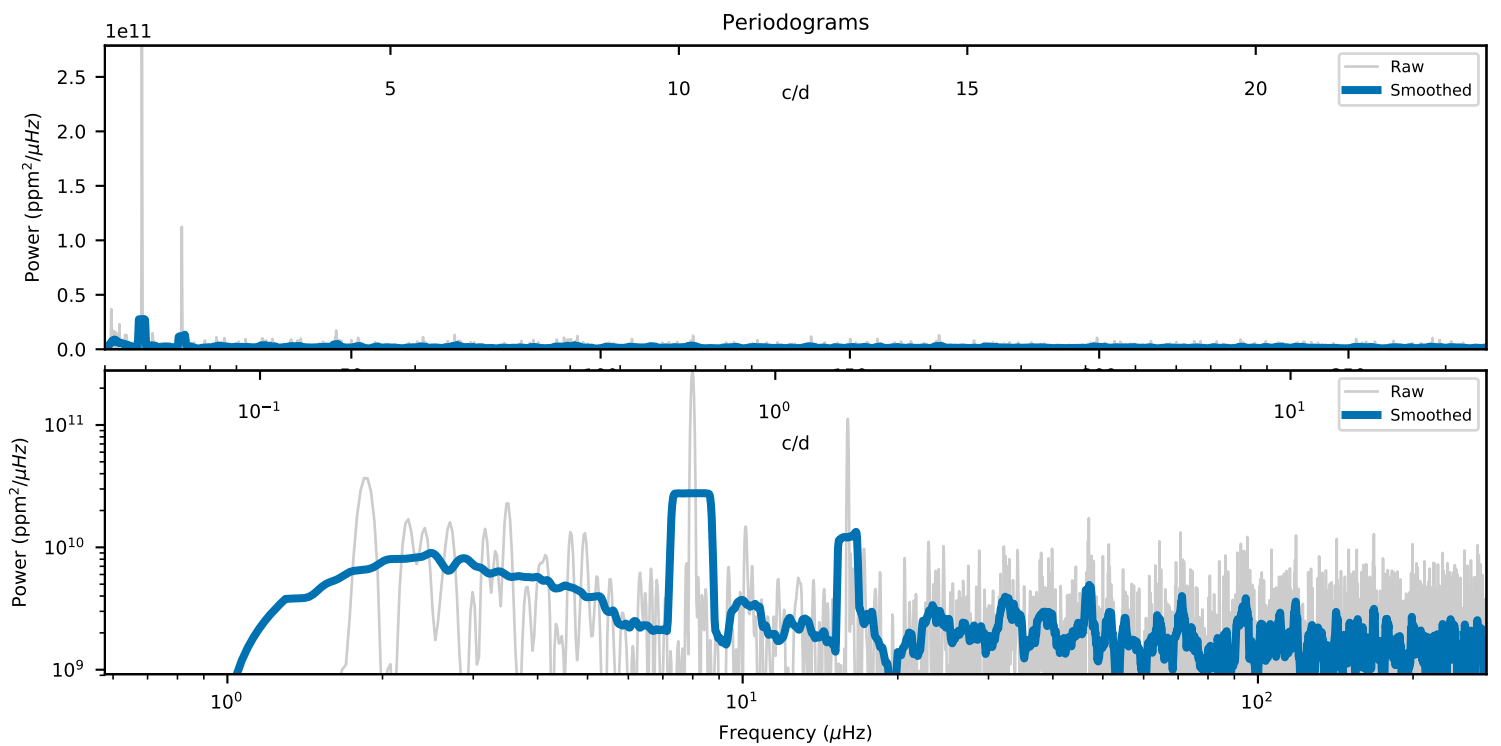 Periodograms
1e11
5 10 15 20
c/d
Raw
Smoothed
2.5
2.0
1.5
1.0
0.5
0.0
Power (ppm²/μHz)
10⁻¹ 10⁰ 10¹
c/d
Raw
Smoothed
10¹¹
10¹⁰
10⁹
Power (ppm²/μHz)
10⁰ 10¹ 10²
Frequency (μHz)